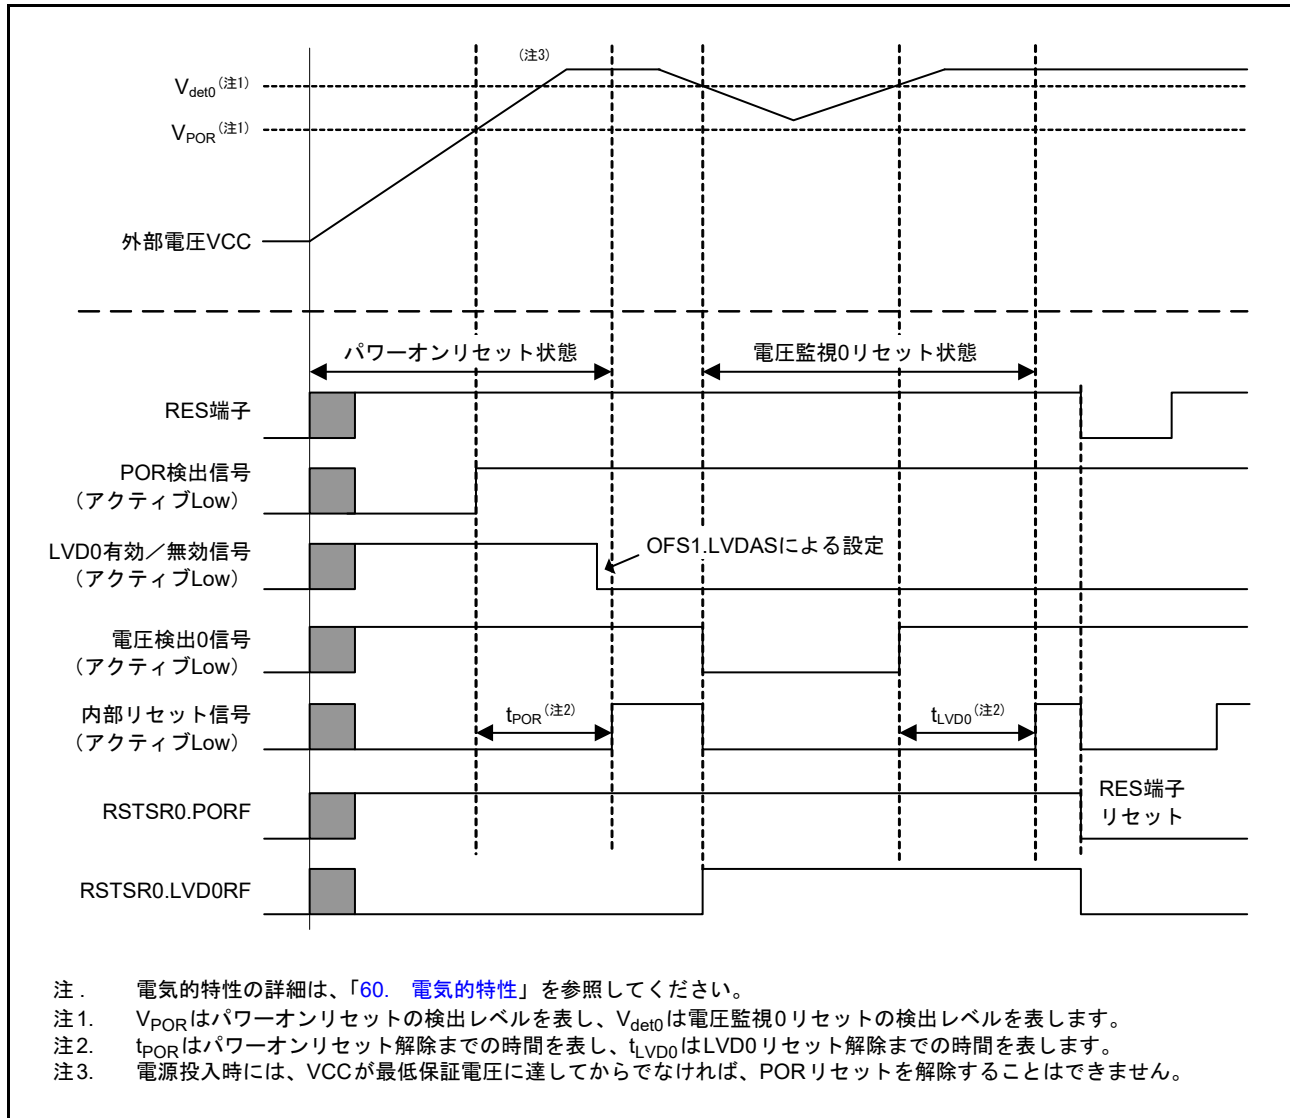 (注3)
Vdet0(注1)
VPOR(注1)
外部電圧VCC
パワーオンリセット状態
電圧監視0リセット状態
RES端子
POR検出信号
（アクティブLow）
LVD0有効／無効信号
（アクティブLow）
OFS1.LVDASによる設定
電圧検出0信号
（アクティブLow）
内部リセット信号
（アクティブLow）
tPOR(注2)
tLVD0(注2)
RSTSR0.PORF
RES端子
リセット
RSTSR0.LVD0RF
注. 電気的特性の詳細は、「60. 電気的特性」を参照してください。
注1. VPORはパワーオンリセットの検出レベルを表し、Vdet0は電圧監視0リセットの検出レベルを表します。
注2. tPORはパワーオンリセット解除までの時間を表し、tLVD0はLVD0リセット解除までの時間を表します。
注3. 電源投入時には、VCCが最低保証電圧に達してからでなければ、PORリセットを解除することはできません。